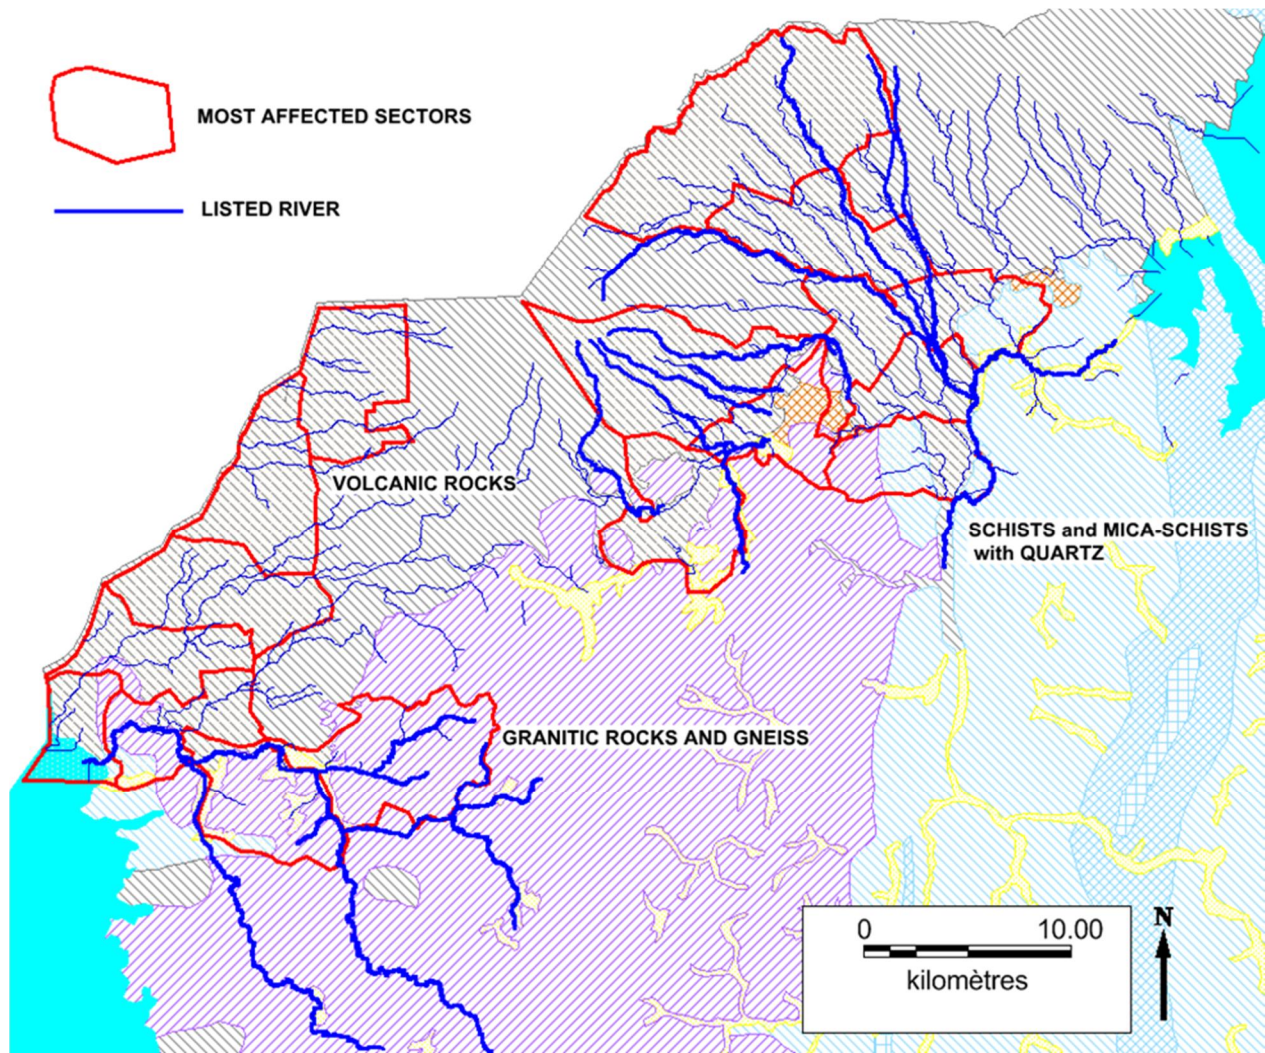 MOST AFFECTED SECTORS
LISTED RIVER
VOLCANIC ROCKS
SCHISTS and MICA-SCHISTS
with QUARTZ
GRANITIC ROCKS AND GNEISS
0 10.00
kilomètres
N